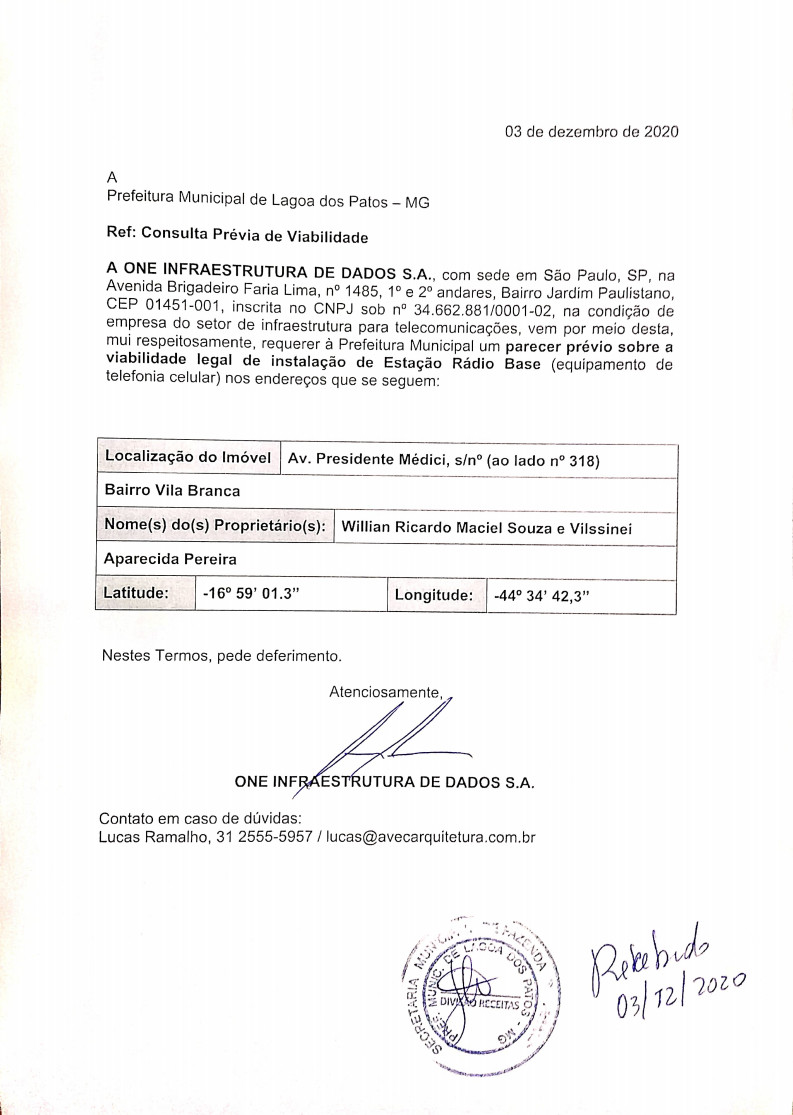 03 de dezembro de 2020
A
Prefeitura Municipal de Lagoa dos Patos – MG
Ref: Consulta Prévia de Viabilidade
A ONE INFRAESTRUTURA DE DADOS S.A., com sede em São Paulo, SP, na
Avenida Brigadeiro Faria Lima, nº 1485, 1º e 2º andares, Bairro Jardim Paulistano,
CEP 01451-001, inscrita no CNPJ sob nº 34.662.881/0001-02, na condição de
empresa do setor de infraestrutura para telecomunicações, vem por meio desta,
mui respeitosamente, requerer à Prefeitura Municipal um parecer prévio sobre a
viabilidade legal de instalação de Estação Rádio Base (equipamento de
telefonia celular) nos endereços que se seguem:
Localização do Imóvel Av. Presidente Médici, s/nº (ao lado nº 318)
Bairro Vila Branca
Nome(s) do(s) Proprietário(s): Willian Ricardo Maciel Souza e Vilssinei
Aparecida Pereira
Latitude: -16º 59' 01.3" Longitude: -44º 34' 42,3"
Nestes Termos, pede deferimento.
Atenciosamente,
ONE INFRAESTRUTURA DE DADOS S.A.
Contato em caso de dúvidas:
Lucas Ramalho, 31 2555-5957 / lucas@avecarquitetura.com.br
SECRETARIA MUNICIPAL DE FAZENDA
PREF. MUNIC. DE LAGOA DOS PATOS - MG
DIVISÃO RECEITAS
Recebido
03/12/2020